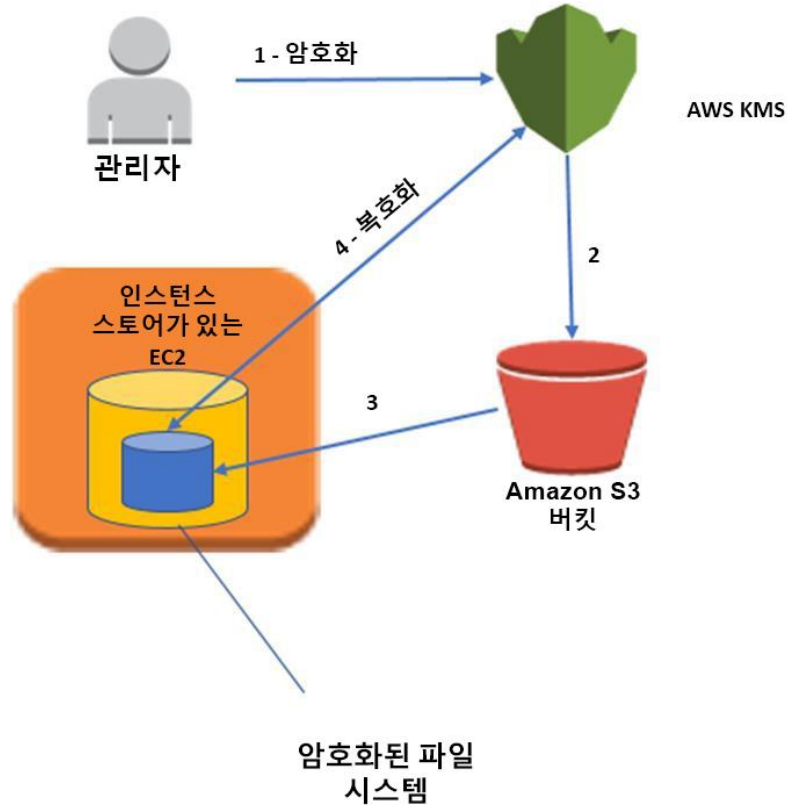 1 - 암호화
AWS KMS
관리자
4 - 복호화
2
인스턴스
스토어가 있는
EC2
3
Amazon S3
버킷
암호화된 파일
시스템